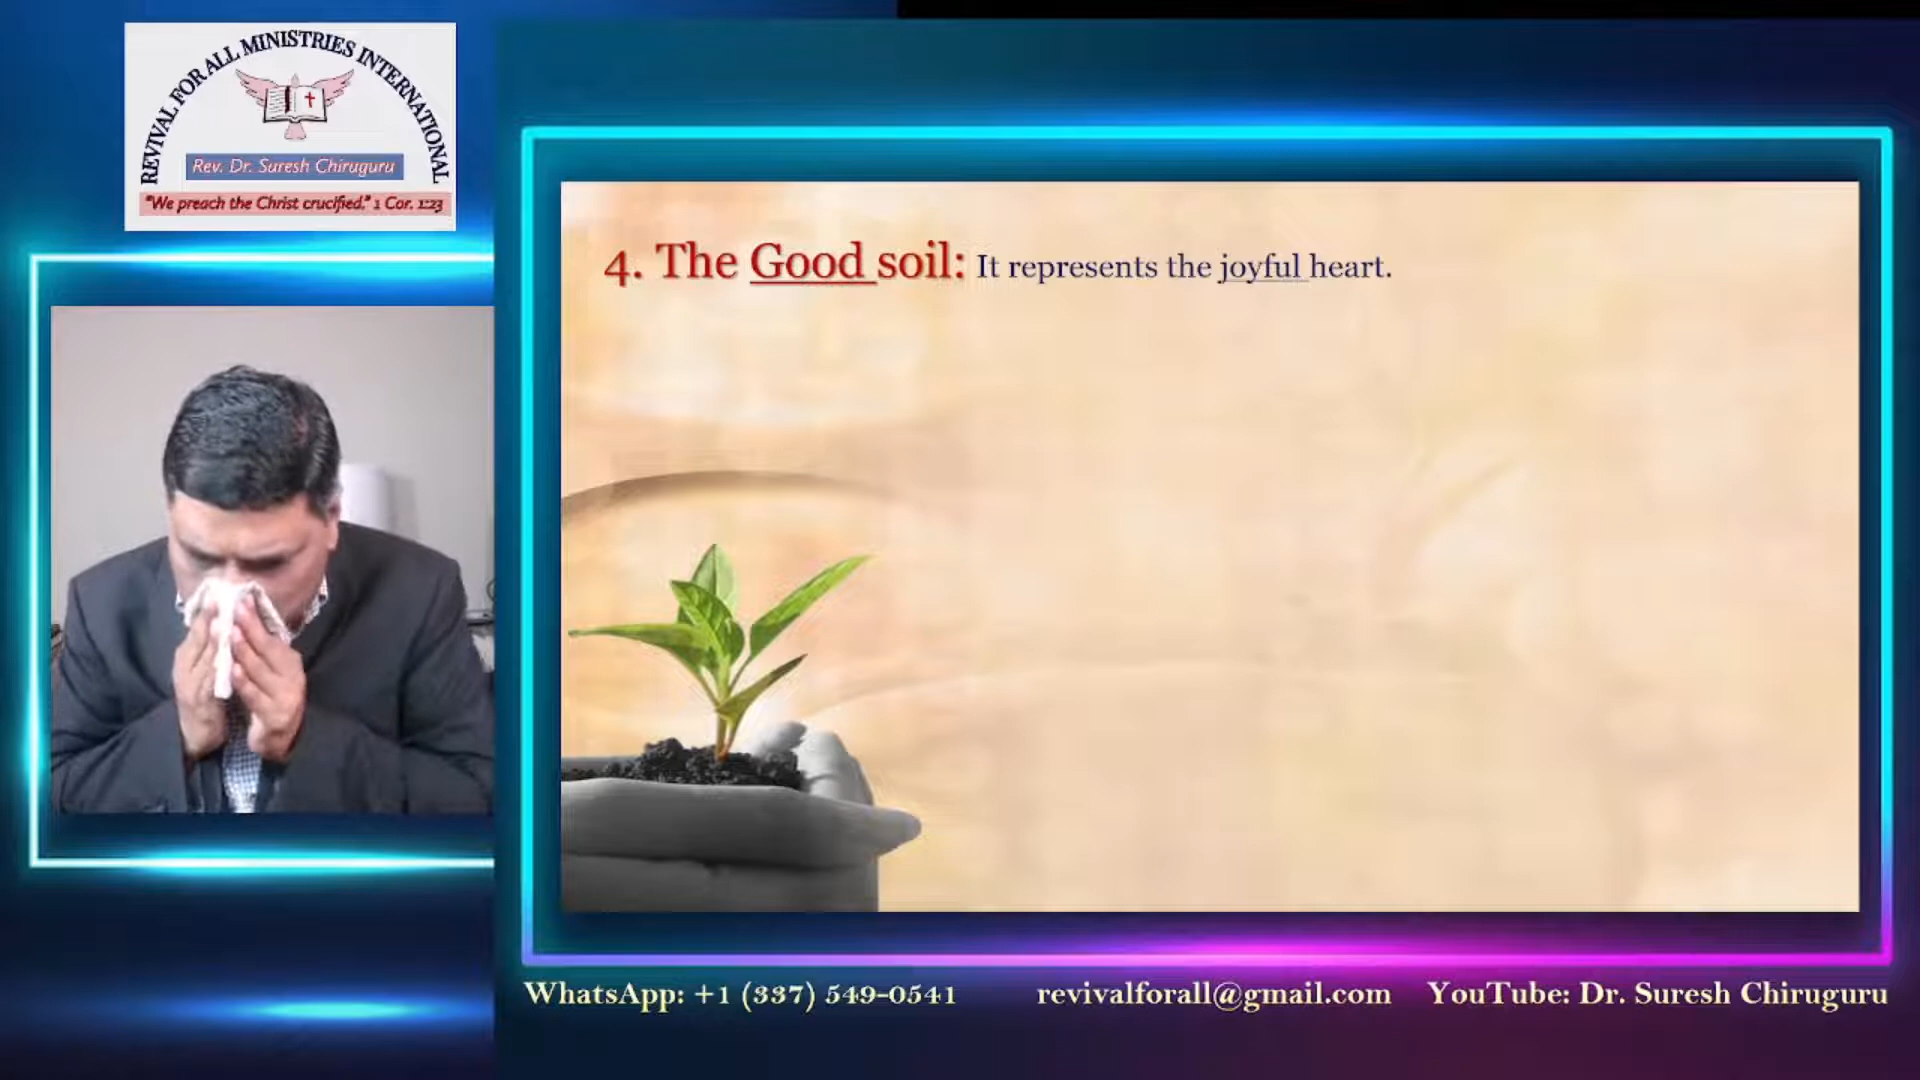 REVIVAL FOR ALL MINISTRIES INTERNATIONAL
Rev. Dr. Suresh Chiruguru
"We preach the Christ crucified." 1 Cor. 1:23
4. The Good soil: It represents the joyful heart.
WhatsApp: +1 (337) 549-0541 revivalforall@gmail.com YouTube: Dr. Suresh Chiruguru